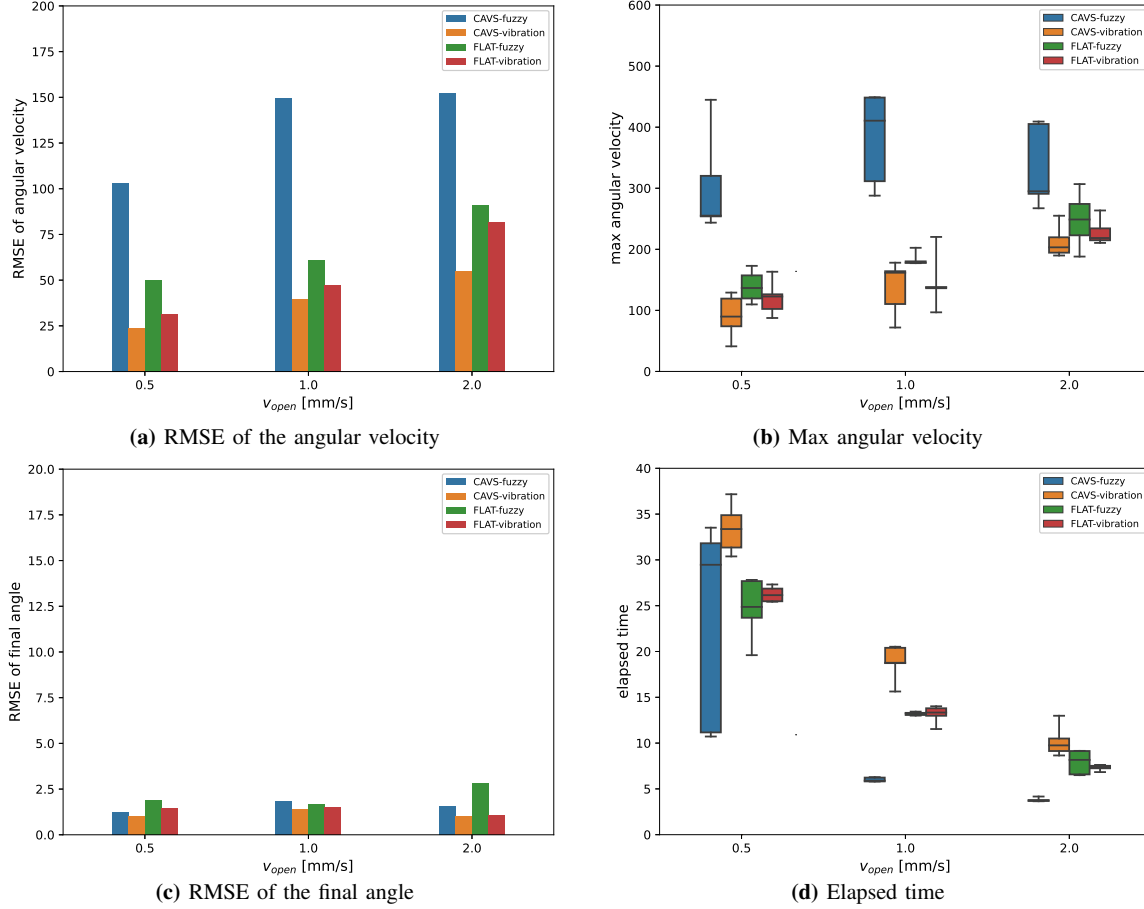 200
175
150
125
100
75
50
25
0
RMSE of angular velocity
CAVS-fuzzy
CAVS-vibration
FLAT-fuzzy
FLAT-vibration
0.5 1.0 2.0
v_open [mm/s]
(a) RMSE of the angular velocity
600
500
400
300
200
100
0
max angular velocity
CAVS-fuzzy
CAVS-vibration
FLAT-fuzzy
FLAT-vibration
0.5 1.0 2.0
v_open [mm/s]
(b) Max angular velocity
20.0
17.5
15.0
12.5
10.0
7.5
5.0
2.5
0.0
RMSE of final angle
CAVS-fuzzy
CAVS-vibration
FLAT-fuzzy
FLAT-vibration
0.5 1.0 2.0
v_open [mm/s]
(c) RMSE of the final angle
40
35
30
25
20
15
10
5
0
elapsed time
CAVS-fuzzy
CAVS-vibration
FLAT-fuzzy
FLAT-vibration
0.5 1.0 2.0
v_open [mm/s]
(d) Elapsed time